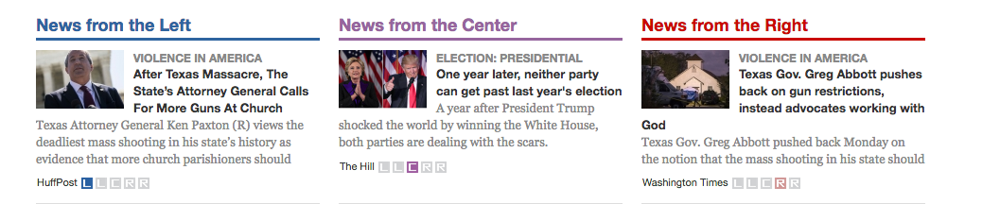 News from the Left
VIOLENCE IN AMERICA
After Texas Massacre, The
State's Attorney General Calls
For More Guns At Church
Texas Attorney General Ken Paxton (R) views the
deadliest mass shooting in his state's history as
evidence that more church parishioners should
HuffPost L L C R R
News from the Center
ELECTION: PRESIDENTIAL
One year later, neither party
can get past last year's election
A year after President Trump
shocked the world by winning the White House,
both parties are dealing with the scars.
The Hill L L C R R
News from the Right
VIOLENCE IN AMERICA
Texas Gov. Greg Abbott pushes
back on gun restrictions,
instead advocates working with
God
Texas Gov. Greg Abbott pushed back Monday on
the notion that the mass shooting in his state should
Washington Times L L C R R